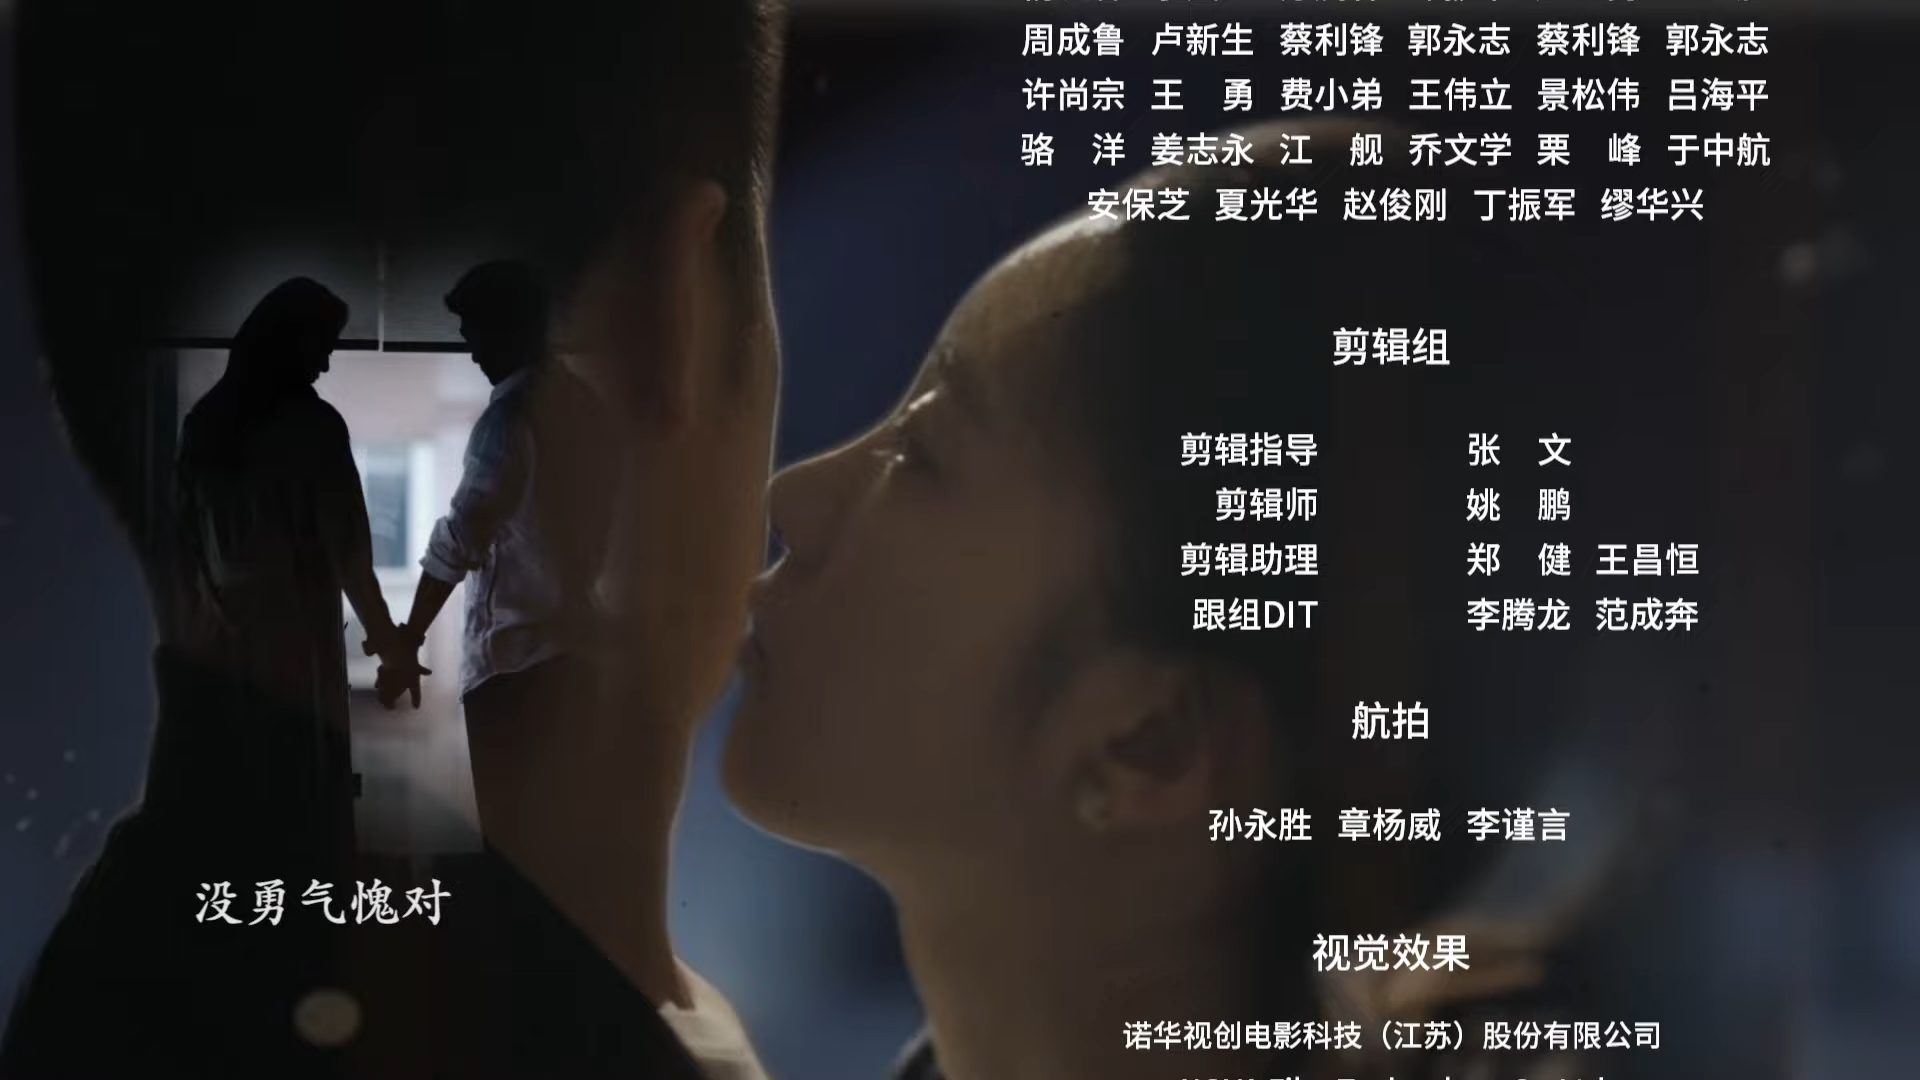 周成鲁 卢新生 蔡利锋 郭永志 蔡利锋 郭永志
许尚宗 王 勇 费小弟 王伟立 景松伟 吕海平
骆 洋 姜志永 江 舰 乔文学 栗 峰 于中航
安保芝 夏光华 赵俊刚 丁振军 缪华兴
剪辑组
剪辑指导 张 文
剪辑师 姚 鹏
剪辑助理 郑 健 王昌恒
跟组DIT 李腾龙 范成奔
航拍
孙永胜 章杨威 李谨言
没勇气愧对
视觉效果
诺华视创电影科技（江苏）股份有限公司